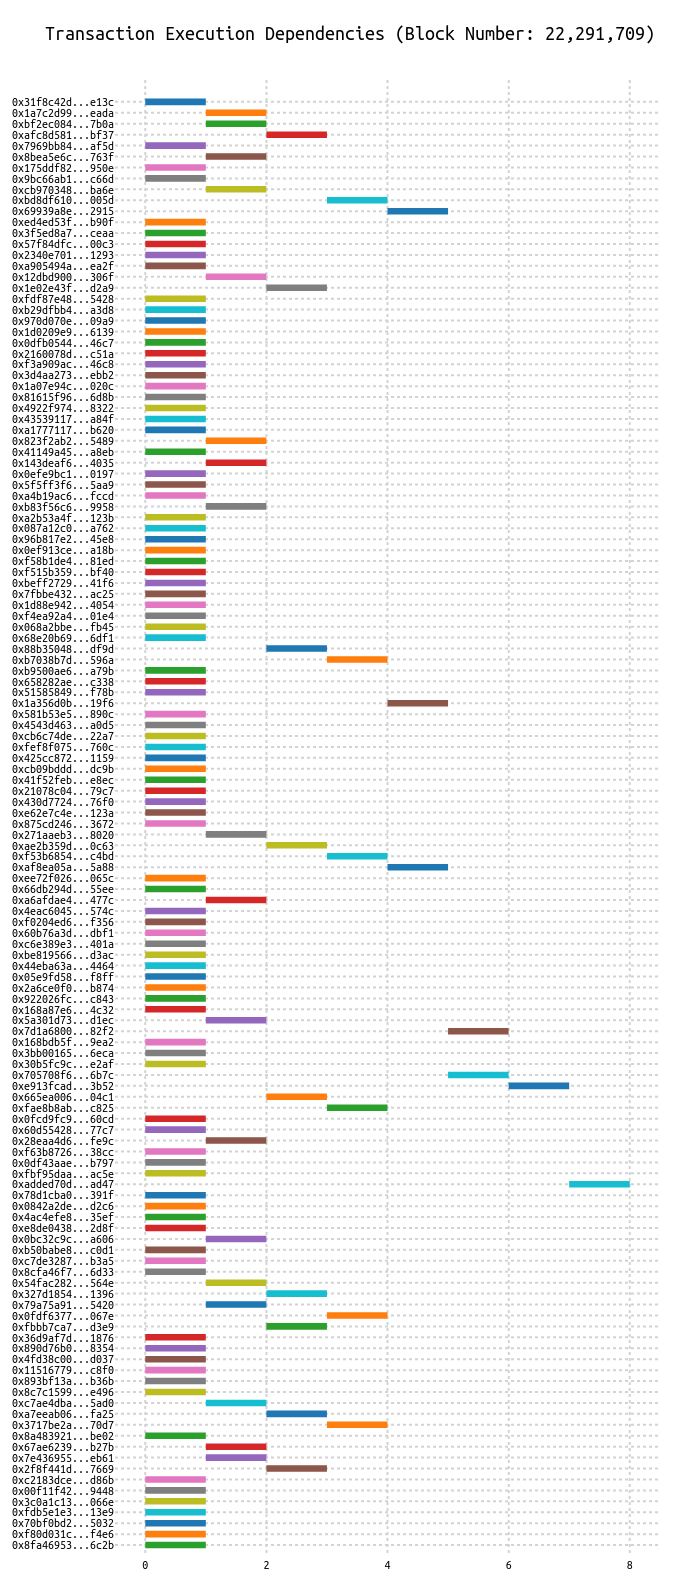 Transaction Execution Dependencies (Block Number: 22,291,709)
0x31f8c42d...e13c
0x1a7c2d99...eada
0xbf2ec084...7b0a
0xafc8d581...bf37
0x7969bb84...af5d
0x8bea5e6c...763f
0x175ddf82...950e
0x9bc66ab1...c66d
0xcb970348...ba6e
0xbd8df610...005d
0x69939a8e...2915
0xed4ed53f...b90f
0x3f5ed8a7...ceaa
0x57f84dfc...00c3
0x2340e701...1293
0xa905494a...ea2f
0x12dbd900...306f
0x1e02e43f...d2a9
0xfdf87e48...5428
0xb29dfbb4...a3d8
0x970d070e...09a9
0x1d0209e9...6139
0x0dfb0544...46c7
0x2160078d...c51a
0xf3a909ac...46c8
0x3d4aa273...ebb2
0x1a07e94c...020c
0x81615f96...6d8b
0x4922f974...8322
0x43539117...a84f
0xa1777117...b620
0x823f2ab2...5489
0x41149a45...a8eb
0x143deaf6...4035
0x0efe9bc1...0197
0x5f5ff3f6...5aa9
0xa4b19ac6...fccd
0xb83f56c6...9958
0xa2b53a4f...123b
0x087a12c0...a762
0x96b817e2...45e8
0x0ef913ce...a18b
0xf58b1de4...81ed
0xf515b359...bf40
0xbeff2729...41f6
0x7fbbe432...ac25
0x1d88e942...4054
0xf4ea92a4...01e4
0x068a2bbe...fb45
0x68e20b69...6df1
0x88b35048...df9d
0xb7038b7d...596a
0xb9500ae6...a79b
0x658282ae...c338
0x51585849...f78b
0x1a356d0b...19f6
0x581b53e5...890c
0x4543d463...a0d5
0xcb6c74de...22a7
0xfef8f075...760c
0x425cc872...1159
0xcb09bddd...dc9b
0x41f52feb...e8ec
0x21078c04...79c7
0x430d7724...76f0
0xe62e7c4e...123a
0x875cd246...3672
0x271aaeb3...8020
0xae2b359d...0c63
0xf53b6854...c4bd
0xaf8ea05a...5a88
0xee72f026...065c
0x66db294d...55ee
0xa6afdae4...477c
0x4eac6045...574c
0xf0204ed6...f356
0x60b76a3d...dbf1
0xc6e389e3...401a
0xbe819566...d3ac
0x44eba63a...4464
0x05e9fd58...f8ff
0x2a6ce0f0...b874
0x922026fc...c843
0x168a87e6...4c32
0x5a301d73...d1ec
0x7d1a6800...82f2
0x168bdb5f...9ea2
0x3bb00165...6eca
0x30b5fc9c...e2af
0x705708f6...6b7c
0xe913fcad...3b52
0x665ea006...04c1
0xfae8b8ab...c825
0x0fcd9fc9...60cd
0x60d55428...77c7
0x28eaa4d6...fe9c
0xf63b8726...38cc
0x0df43aae...b797
0xfbf95daa...ac5e
0xadded70d...ad47
0x78d1cba0...391f
0x0842a2de...d2c6
0x4ac4efe8...35ef
0xe8de0438...2d8f
0x0bc32c9c...a606
0xb50babe8...c0d1
0xc7de3287...b3a5
0x8cfa46f7...6d33
0x54fac282...564e
0x327d1854...1396
0x79a75a91...5420
0x0fdf6377...067e
0xfbbb7ca7...d3e9
0x36d9af7d...1876
0x890d76b0...8354
0x4fd38c00...d037
0x11516779...c8f0
0x893bf13a...b36b
0x8c7c1599...e496
0xc7ae4dba...5ad0
0xa7eeab06...fa25
0x3717be2a...70d7
0x8a483921...be02
0x67ae6239...b27b
0x7e436955...eb61
0x2f8f441d...7669
0xc2183dce...d86b
0x00f11f42...9448
0x3c0a1c13...066e
0xfdb5e1e3...13e9
0x70bf0bd2...5032
0xf80d031c...f4e6
0x8fa46953...6c2b
0 2 4 6 8